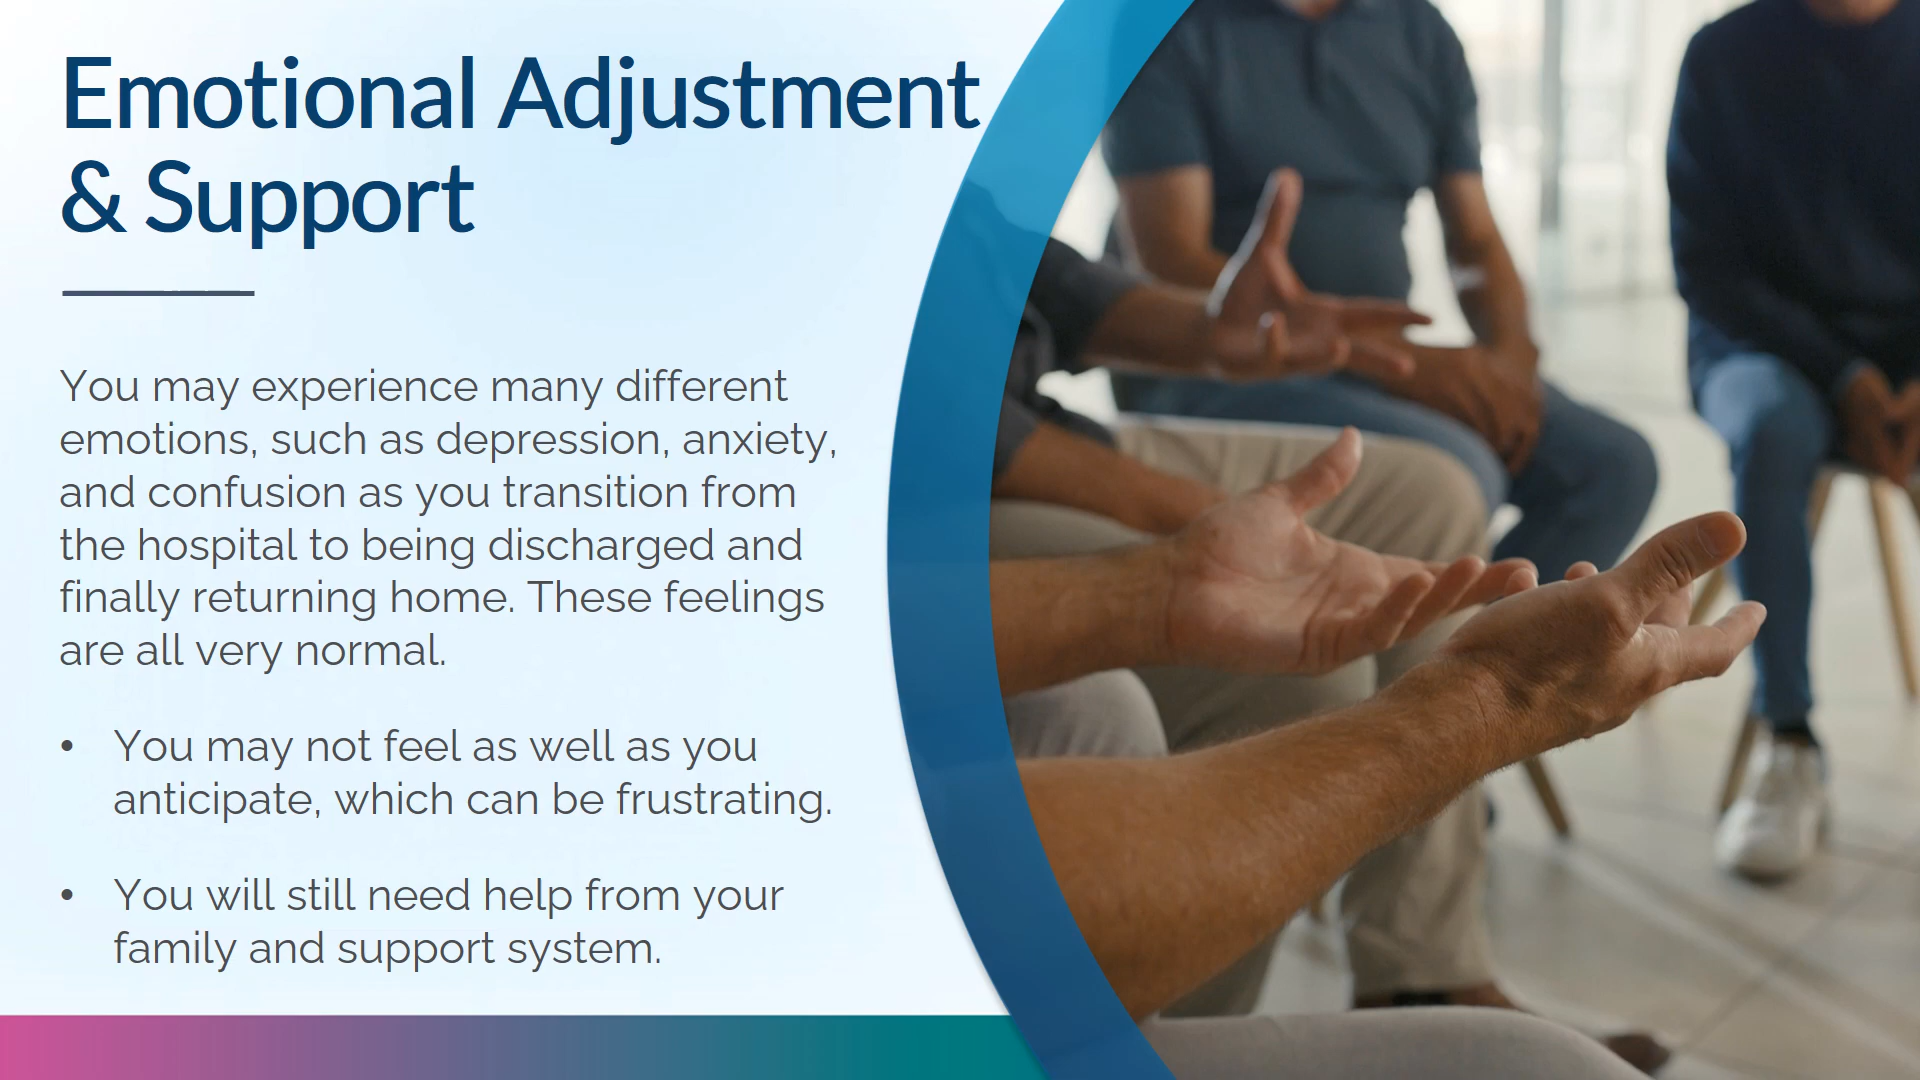 Emotional Adjustment
& Support
You may experience many different
emotions, such as depression, anxiety,
and confusion as you transition from
the hospital to being discharged and
finally returning home. These feelings
are all very normal.
• You may not feel as well as you
anticipate, which can be frustrating.
• You will still need help from your
family and support system.